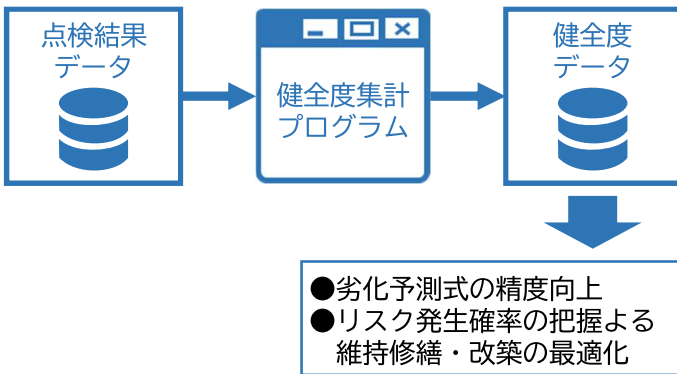 点検結果
データ
健全度集計
プログラム
健全度
データ
●劣化予測式の精度向上
●リスク発生確率の把握よる
維持修繕・改築の最適化